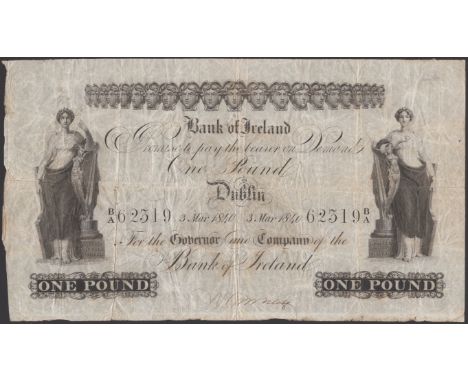 Bank of Ireland
I Promise to pay the bearer on Demand
One Pound
Dublin
B/A 62519 3 Mar 1840 3 Mar 1840 62519 B/A
For the Governor and Company of the
Bank of Ireland
ONE POUND ONE POUND